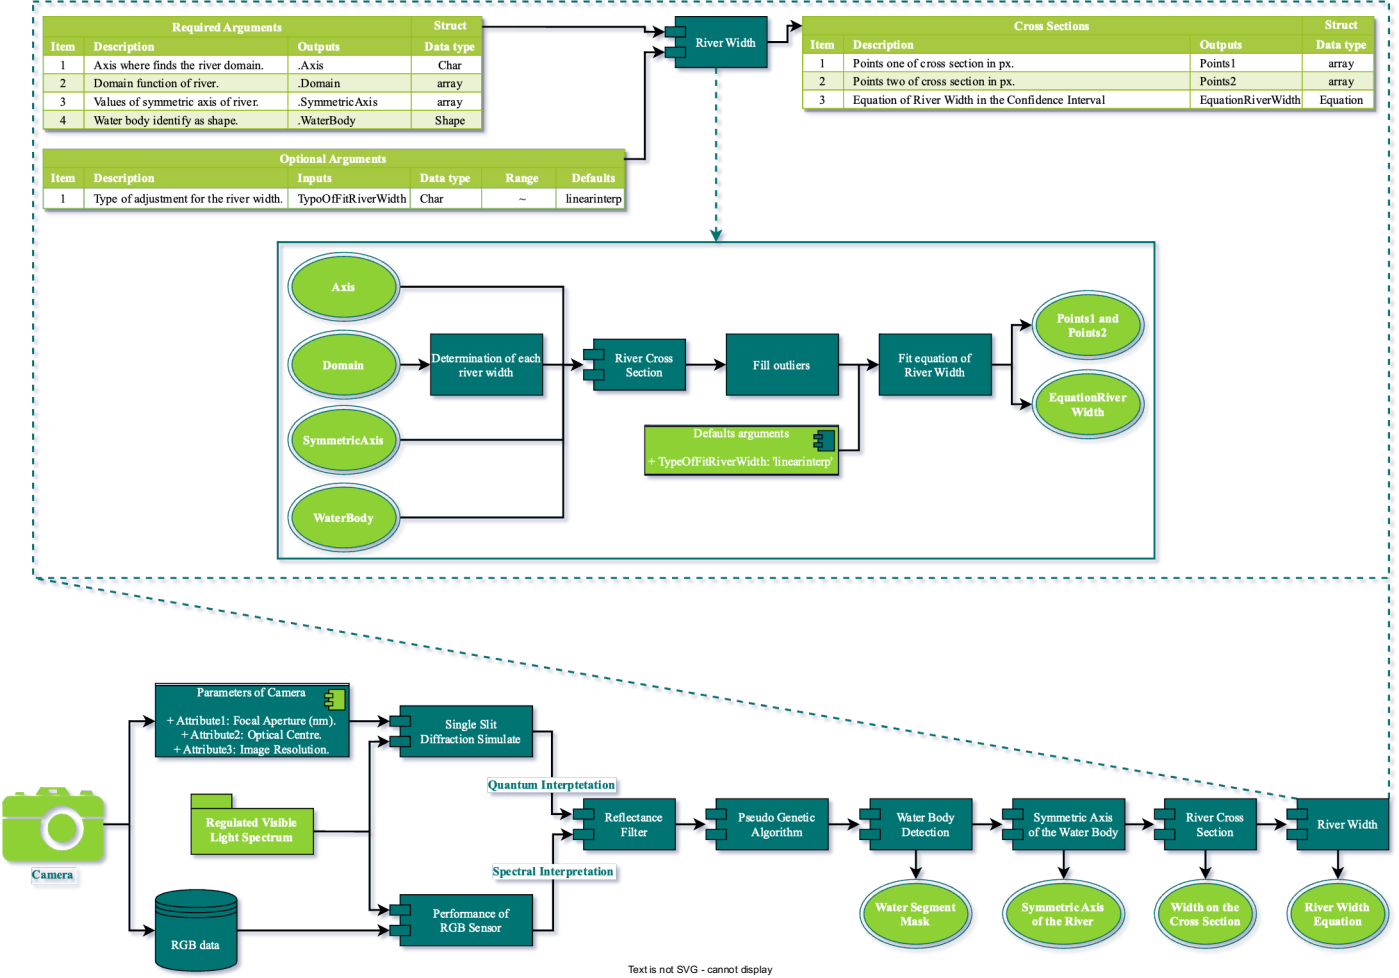 Required Arguments Struct
Item Description Outputs Data type
1 Axis where finds the river domain. .Axis Char
2 Domain function of river. .Domain array
3 Values of symmetric axis of river. .SymmetricAxis array
4 Water body identify as shape. .WaterBody Shape
Optional Arguments
Item Description Inputs Data type Range Defaults
1 Type of adjustment for the river width. TypoOfFitRiverWidth Char ~ linearinterp
River Width
Cross Sections Struct
Item Description Outputs Data type
1 Points one of cross section in px. Points1 array
2 Points two of cross section in px. Points2 array
3 Equation of River Width in the Confidence Interval EquationRiverWidth Equation
Axis
Domain
SymmetricAxis
WaterBody
Determination of each
river width
River Cross
Section
Fill outliers
Defaults arguments
+ TypeOfFitRiverWidth: 'linearinterp'
Fit equation of
River Width
Points1 and
Points2
EquationRiver
Width
Camera
Parameters of Camera
+ Attribute1: Focal Aperture (nm).
+ Attribute2: Optical Centre.
+ Attribute3: Image Resolution.
Regulated Visible
Light Spectrum
RGB data
Single Slit
Diffraction Simulate
Performance of
RGB Sensor
Quantum Interptetation
Spectral Interpretation
Reflectance
Filter
Pseudo Genetic
Algorithm
Water Body
Detection
Symmetric Axis
of the Water Body
River Cross
Section
River Width
Water Segment
Mask
Symmetric Axis
of the River
Width on the
Cross Section
River Width
Equation
Text is not SVG - cannot display